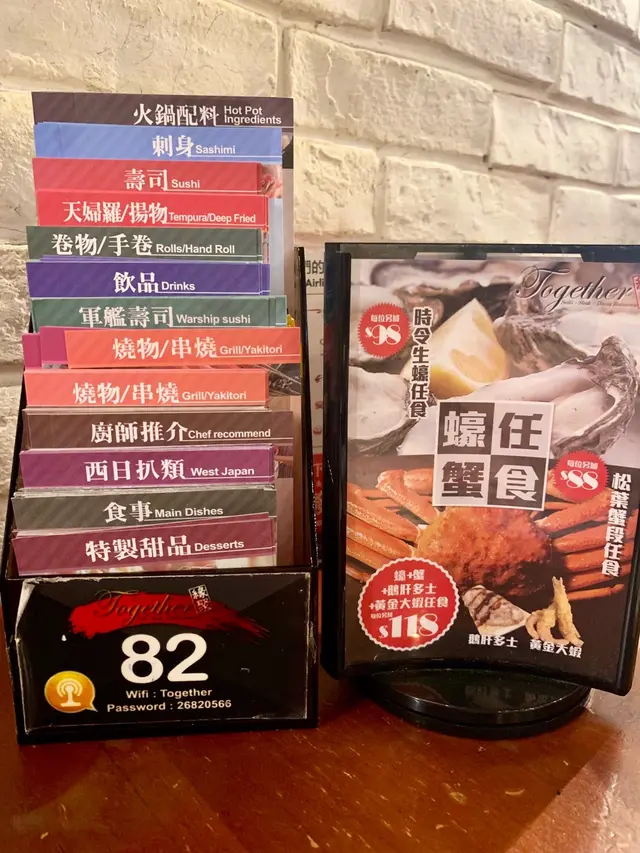 火鍋配料 Hot Pot Ingredients
刺身 Sashimi
壽司 Sushi
天婦羅/揚物 Tempura/Deep Fried
卷物/手卷 Rolls/Hand Roll
飲品 Drinks
軍艦壽司 Warship sushi
燒物/串燒 Grill/Yakitori
燒物/串燒 Grill/Yakitori
廚師推介 Chef recommend
西日扒類 West Japan
食事 Main Dishes
特製甜品 Desserts
Together 緣聚
82
Wifi : Together
Password : 26820566
們的
Together
每位另加
$98
時令生蠔任食
蠔任
蟹食
每位另加
$88
松葉蟹段任食
蠔+蟹
+鵝肝多士
+黃金大蝦任食
每位另加
$118
鵝肝多士 黃金大蝦